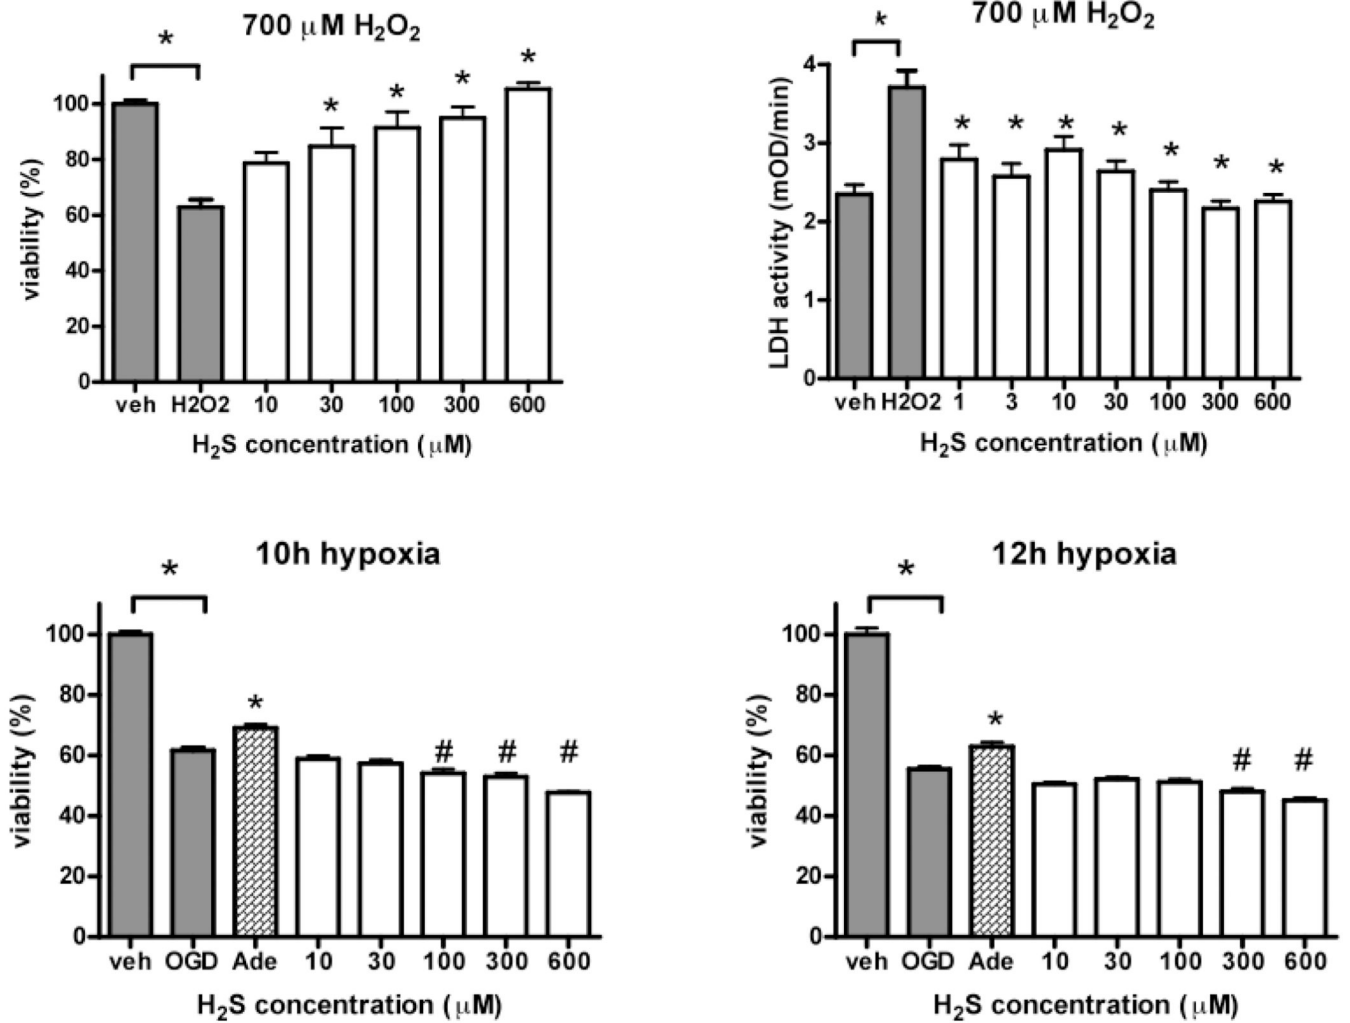 700 μM H₂O₂
*
* * * *
viability (%)
100
80
60
40
20
0
veh H2O2 10 30 100 300 600
H₂S concentration (μM)
700 μM H₂O₂
*
* * * * * * *
LDH activity (mOD/min)
4
3
2
1
0
veh H2O2 1 3 10 30 100 300 600
H₂S concentration (μM)
10h hypoxia
*
* # # #
viability (%)
100
80
60
40
20
0
veh OGD Ade 10 30 100 300 600
H₂S concentration (μM)
12h hypoxia
*
* # #
viability (%)
100
80
60
40
20
0
veh OGD Ade 10 30 100 300 600
H₂S concentration (μM)